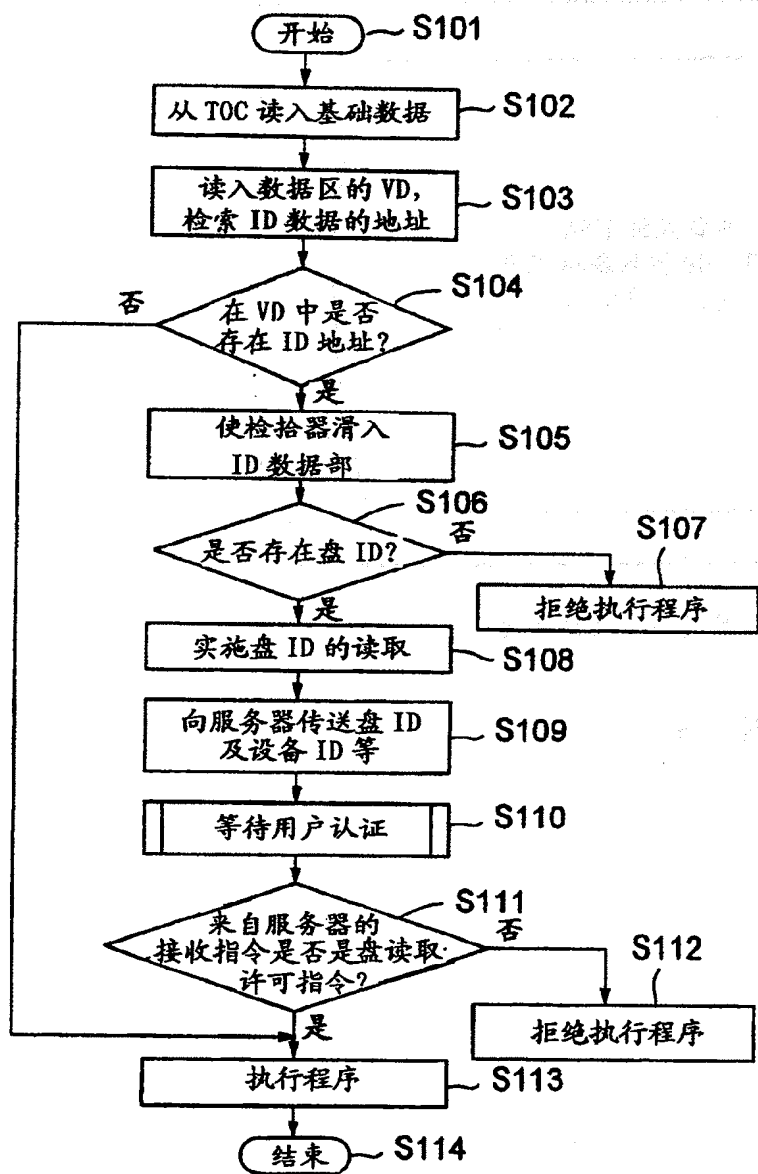 开始
S101
从 TOC 读入基础数据
S102
读入数据区的 VD,
检索 ID 数据的地址
S103
S104
否
在 VD 中是否
存在 ID 地址?
是
使检拾器滑入
ID 数据部
S105
S106
否
是否存在盘 ID?
S107
拒绝执行程序
是
实施盘 ID 的读取
S108
向服务器传送盘 ID
及设备 ID 等
S109
等待用户认证
S110
S111
来自服务器的
接收指令是否是盘读取
许可指令?
否
S112
拒绝执行程序
是
执行程序
S113
结束
S114